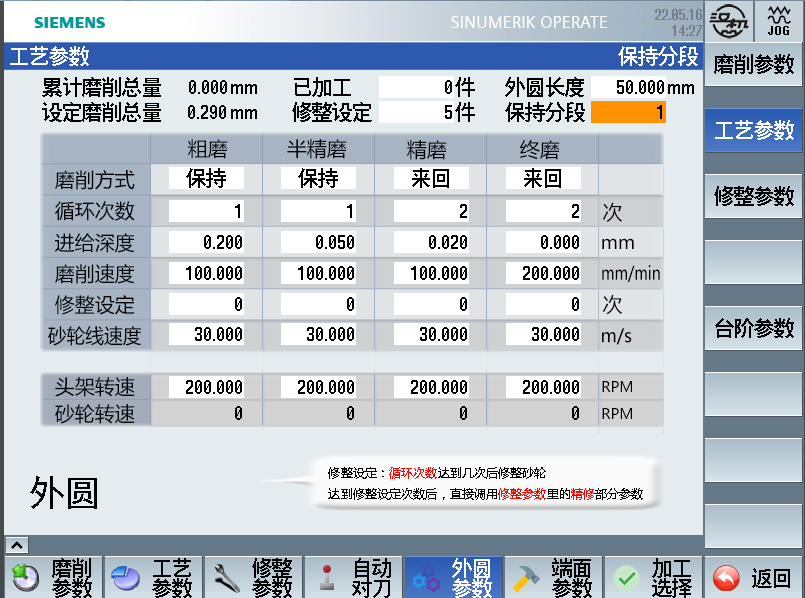 SIEMENS
SINUMERIK OPERATE
22.05.16
14:27
JOG
工艺参数
保持分段
累计磨削总量 0.000mm 已加工 0件 外圆长度 50.000mm
设定磨削总量 0.290mm 修整设定 5件 保持分段 1
粗磨 半精磨 精磨 终磨
磨削方式 保持 保持 来回 来回
循环次数 1 1 2 2 次
进给深度 0.200 0.050 0.020 0.000 mm
磨削速度 100.000 100.000 100.000 200.000 mm/min
修整设定 0 0 0 0 次
砂轮线速度 30.000 30.000 30.000 30.000 m/s
头架转速 200.000 200.000 200.000 200.000 RPM
砂轮转速 0 0 0 0 RPM
外圆
修整设定：循环次数达到几次后修整砂轮
达到修整设定次数后，直接调用修整参数里的精修部分参数
磨削参数
工艺参数
修整参数
台阶参数
磨削参数
工艺参数
修整参数
自动对刀
外圆参数
端面参数
加工选择
返回